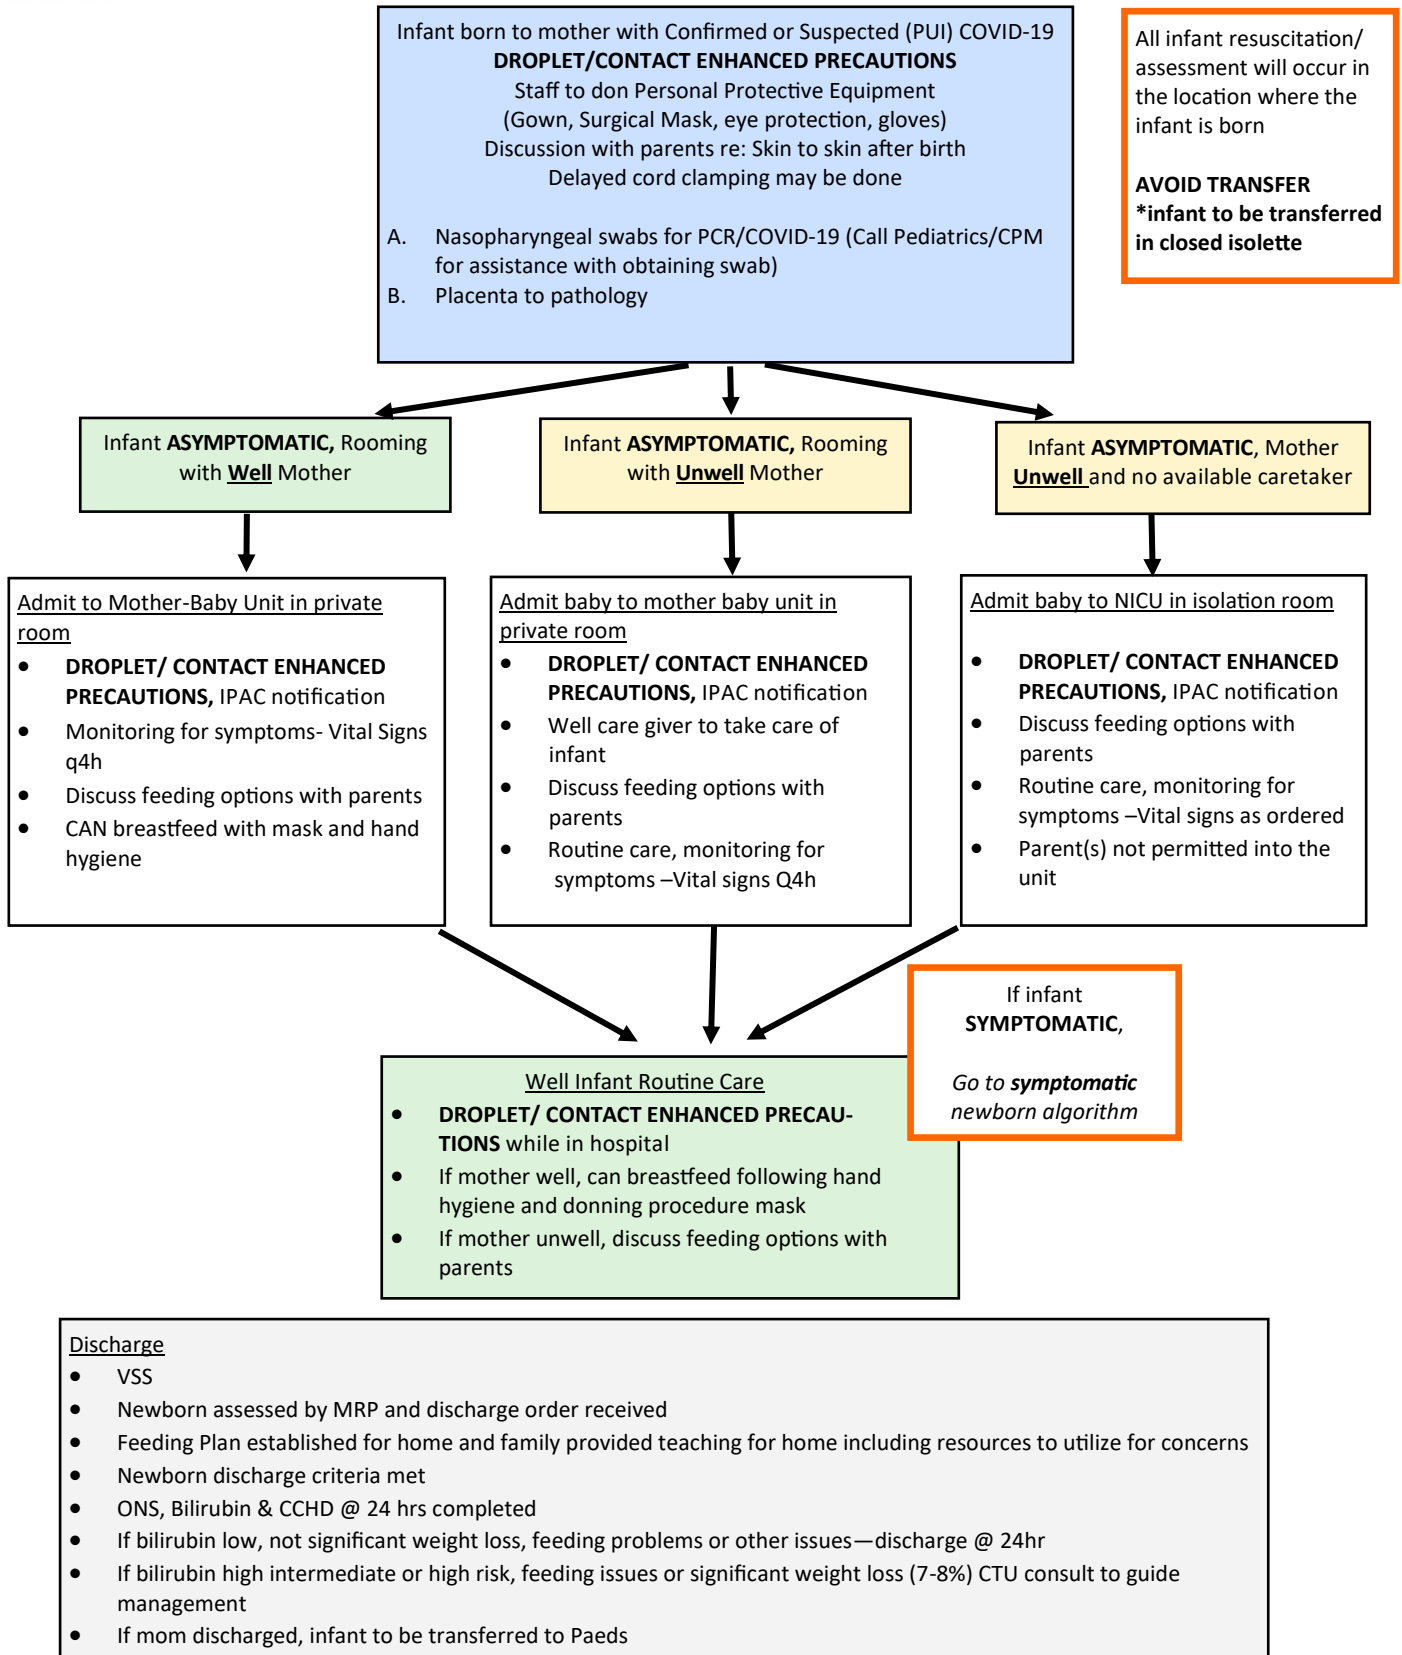 Infant born to mother with Confirmed or Suspected (PUI) COVID-19
DROPLET/CONTACT ENHANCED PRECAUTIONS
Staff to don Personal Protective Equipment
(Gown, Surgical Mask, eye protection, gloves)
Discussion with parents re: Skin to skin after birth
Delayed cord clamping may be done
A. Nasopharyngeal swabs for PCR/COVID-19 (Call Pediatrics/CPM
for assistance with obtaining swab)
B. Placenta to pathology
All infant resuscitation/
assessment will occur in
the location where the
infant is born
AVOID TRANSFER
*infant to be transferred
in closed isolette
Infant ASYMPTOMATIC, Rooming
with Well Mother
Infant ASYMPTOMATIC, Rooming
with Unwell Mother
Infant ASYMPTOMATIC, Mother
Unwell and no available caretaker
Admit to Mother-Baby Unit in private
room
• DROPLET/ CONTACT ENHANCED
PRECAUTIONS, IPAC notification
• Monitoring for symptoms- Vital Signs
q4h
• Discuss feeding options with parents
• CAN breastfeed with mask and hand
hygiene
Admit baby to mother baby unit in
private room
• DROPLET/ CONTACT ENHANCED
PRECAUTIONS, IPAC notification
• Well care giver to take care of
infant
• Discuss feeding options with
parents
• Routine care, monitoring for
symptoms –Vital signs Q4h
Admit baby to NICU in isolation room
• DROPLET/ CONTACT ENHANCED
PRECAUTIONS, IPAC notification
• Discuss feeding options with
parents
• Routine care, monitoring for
symptoms –Vital signs as ordered
• Parent(s) not permitted into the
unit
If infant
SYMPTOMATIC,
Go to symptomatic
newborn algorithm
Well Infant Routine Care
• DROPLET/ CONTACT ENHANCED PRECAU-
TIONS while in hospital
• If mother well, can breastfeed following hand
hygiene and donning procedure mask
• If mother unwell, discuss feeding options with
parents
Discharge
• VSS
• Newborn assessed by MRP and discharge order received
• Feeding Plan established for home and family provided teaching for home including resources to utilize for concerns
• Newborn discharge criteria met
• ONS, Bilirubin & CCHD @ 24 hrs completed
• If bilirubin low, not significant weight loss, feeding problems or other issues—discharge @ 24hr
• If bilirubin high intermediate or high risk, feeding issues or significant weight loss (7-8%) CTU consult to guide
management
• If mom discharged, infant to be transferred to Paeds